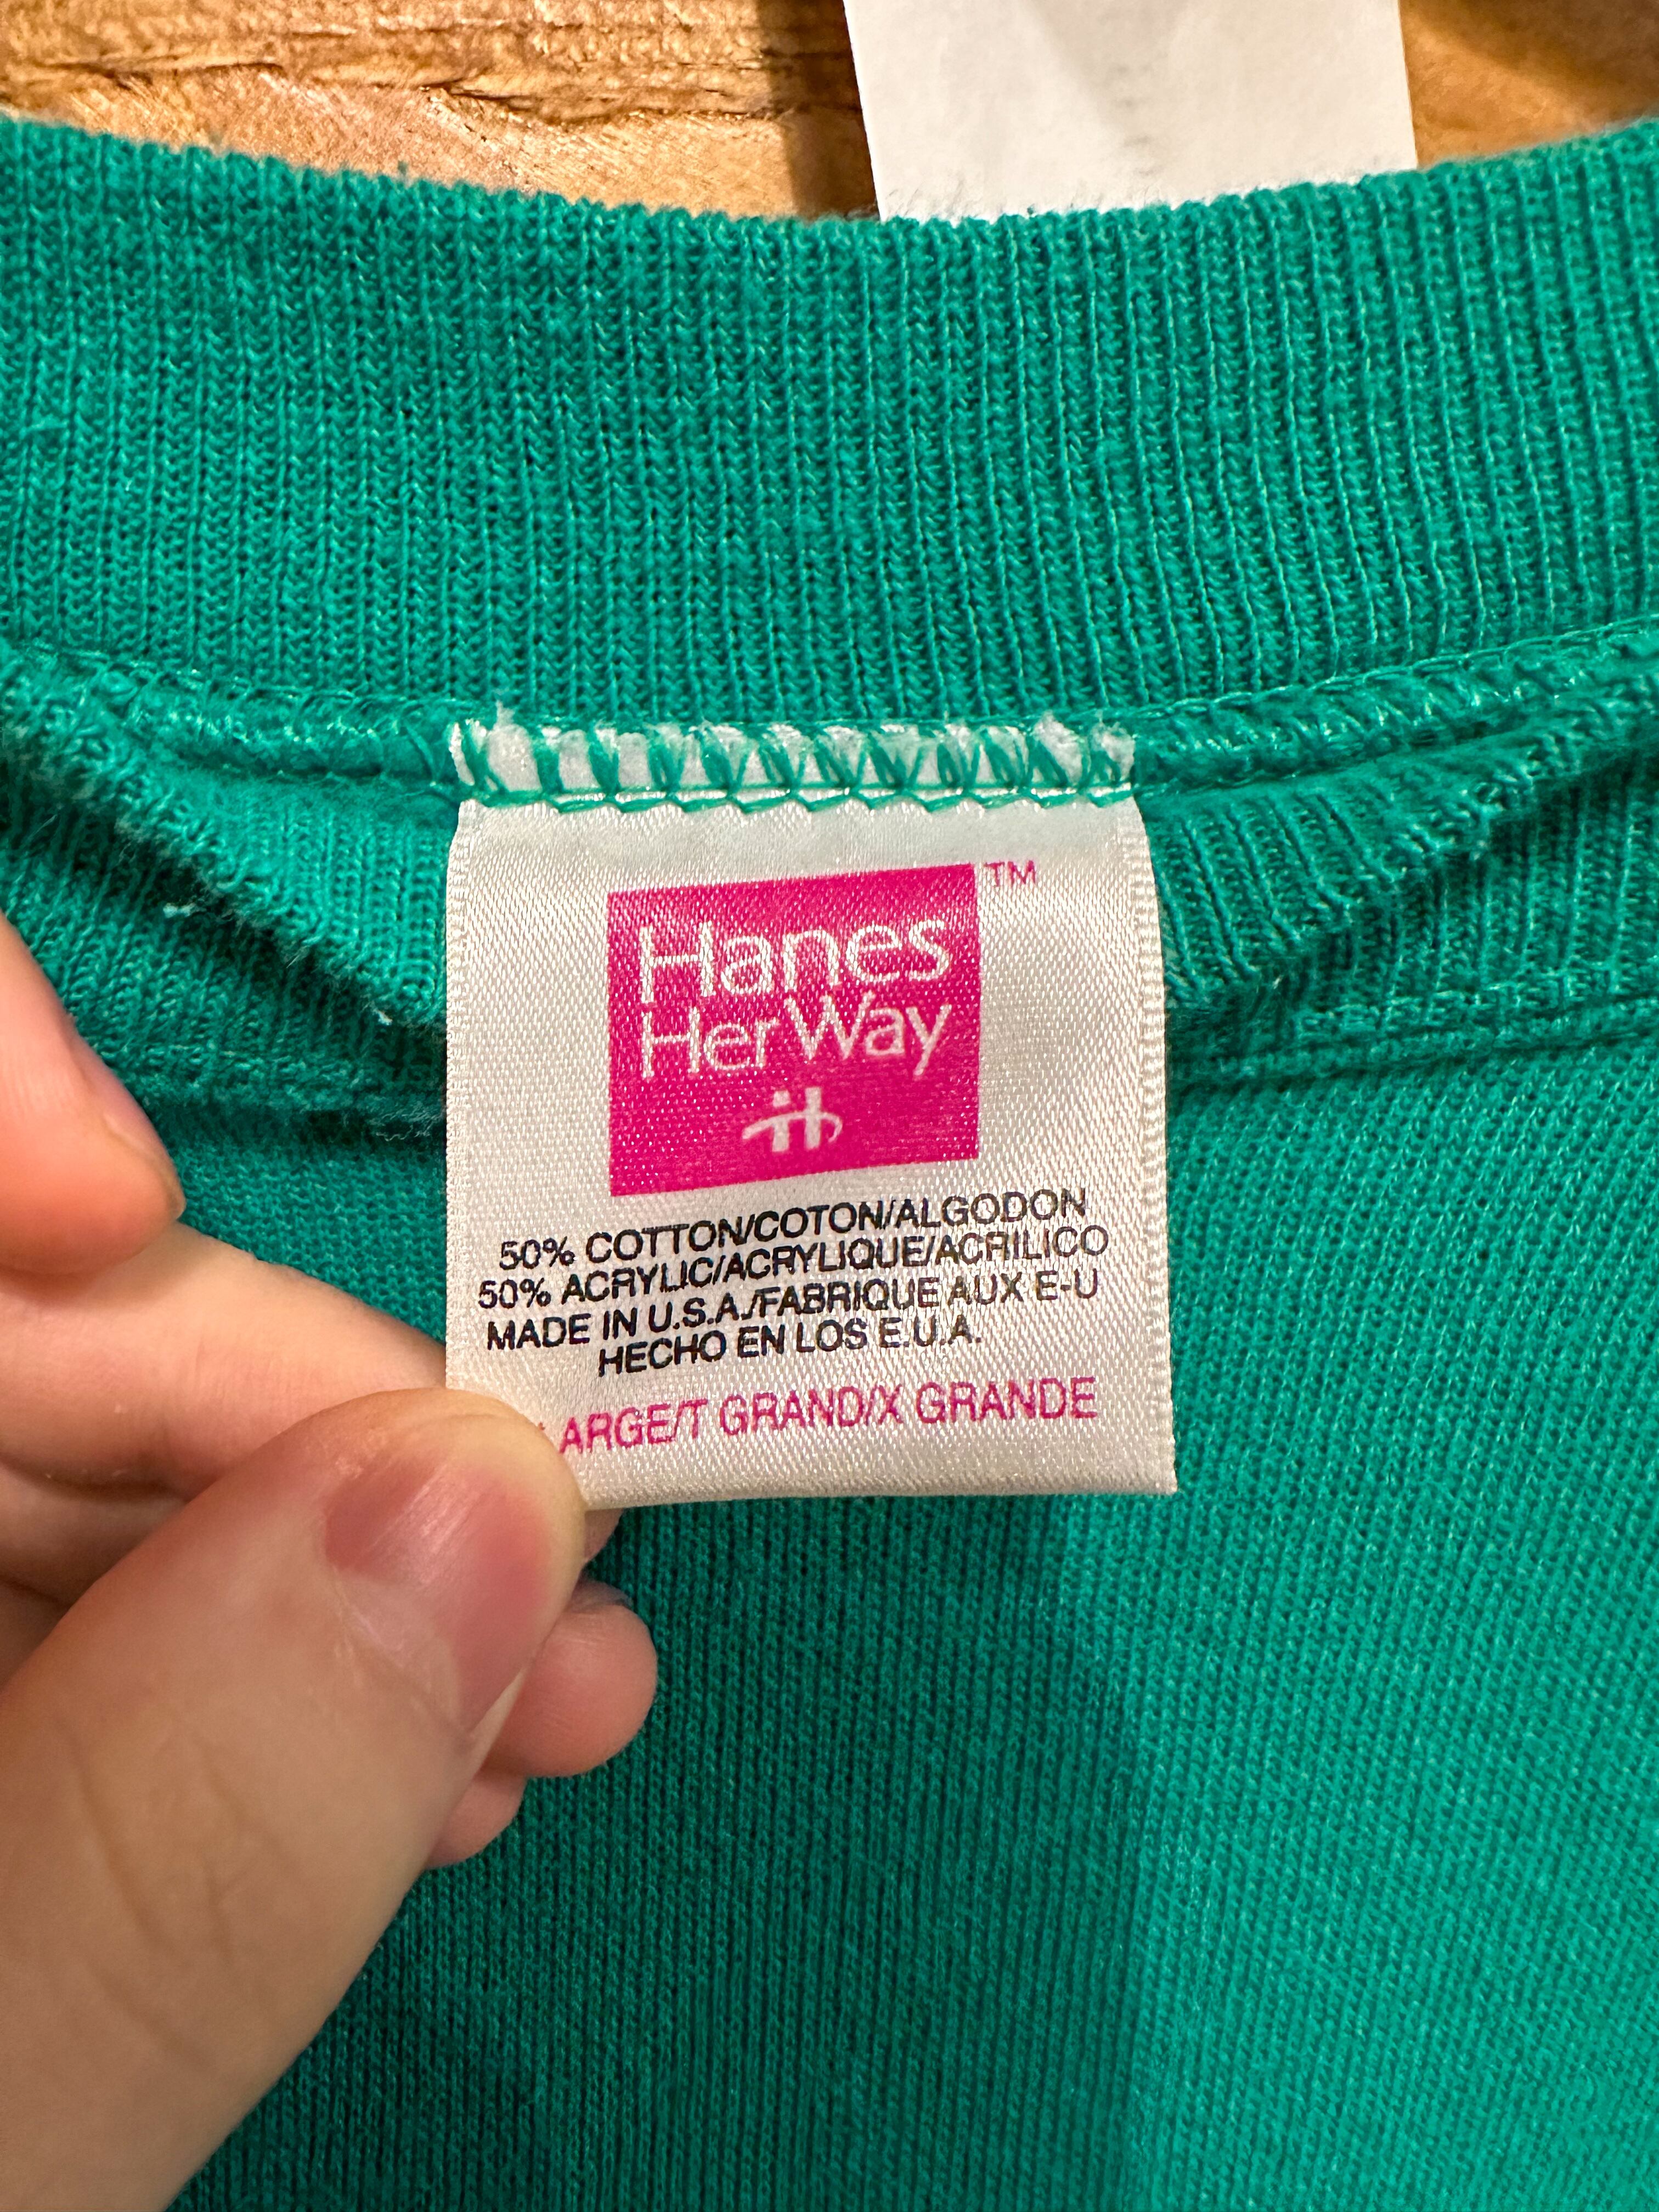 Hanes TM
Her Way
50% COTTON/COTON/ALGODON
50% ACRYLIC/ACRYLIQUE/ACRILICO
MADE IN U.S.A./FABRIQUE AUX E-U
HECHO EN LOS E.U.A.
GRAND/X GRANDE